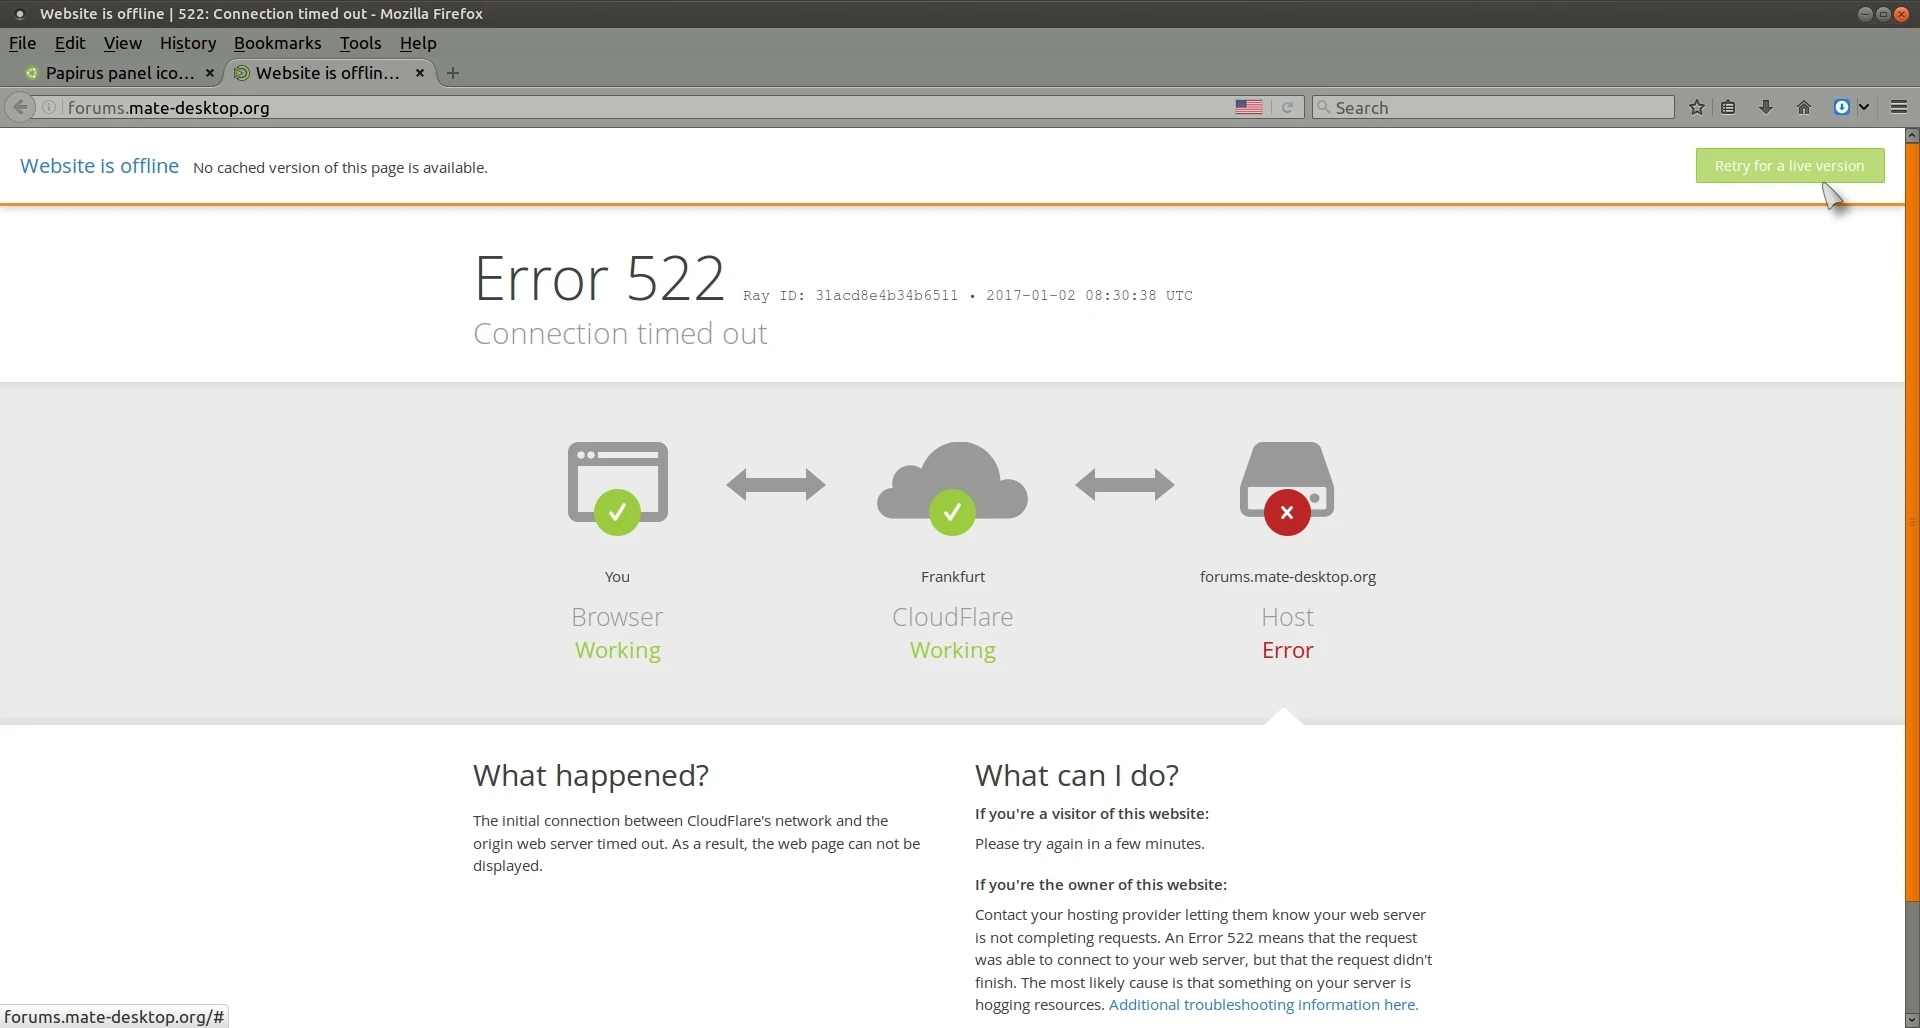 Website is offline | 522: Connection timed out - Mozilla Firefox
File Edit View History Bookmarks Tools Help
Papirus panel ico... × Website is offlin... × +
forums.mate-desktop.org Search
Website is offline No cached version of this page is available. Retry for a live version
Error 522 Ray ID: 31acd8e4b34b6511 • 2017-01-02 08:30:38 UTC
Connection timed out
You Frankfurt forums.mate-desktop.org
Browser CloudFlare Host
Working Working Error
What happened?
The initial connection between CloudFlare's network and the
origin web server timed out. As a result, the web page can not be
displayed.
What can I do?
If you're a visitor of this website:
Please try again in a few minutes.
If you're the owner of this website:
Contact your hosting provider letting them know your web server
is not completing requests. An Error 522 means that the request
was able to connect to your web server, but that the request didn't
finish. The most likely cause is that something on your server is
hogging resources. Additional troubleshooting information here.
forums.mate-desktop.org/#